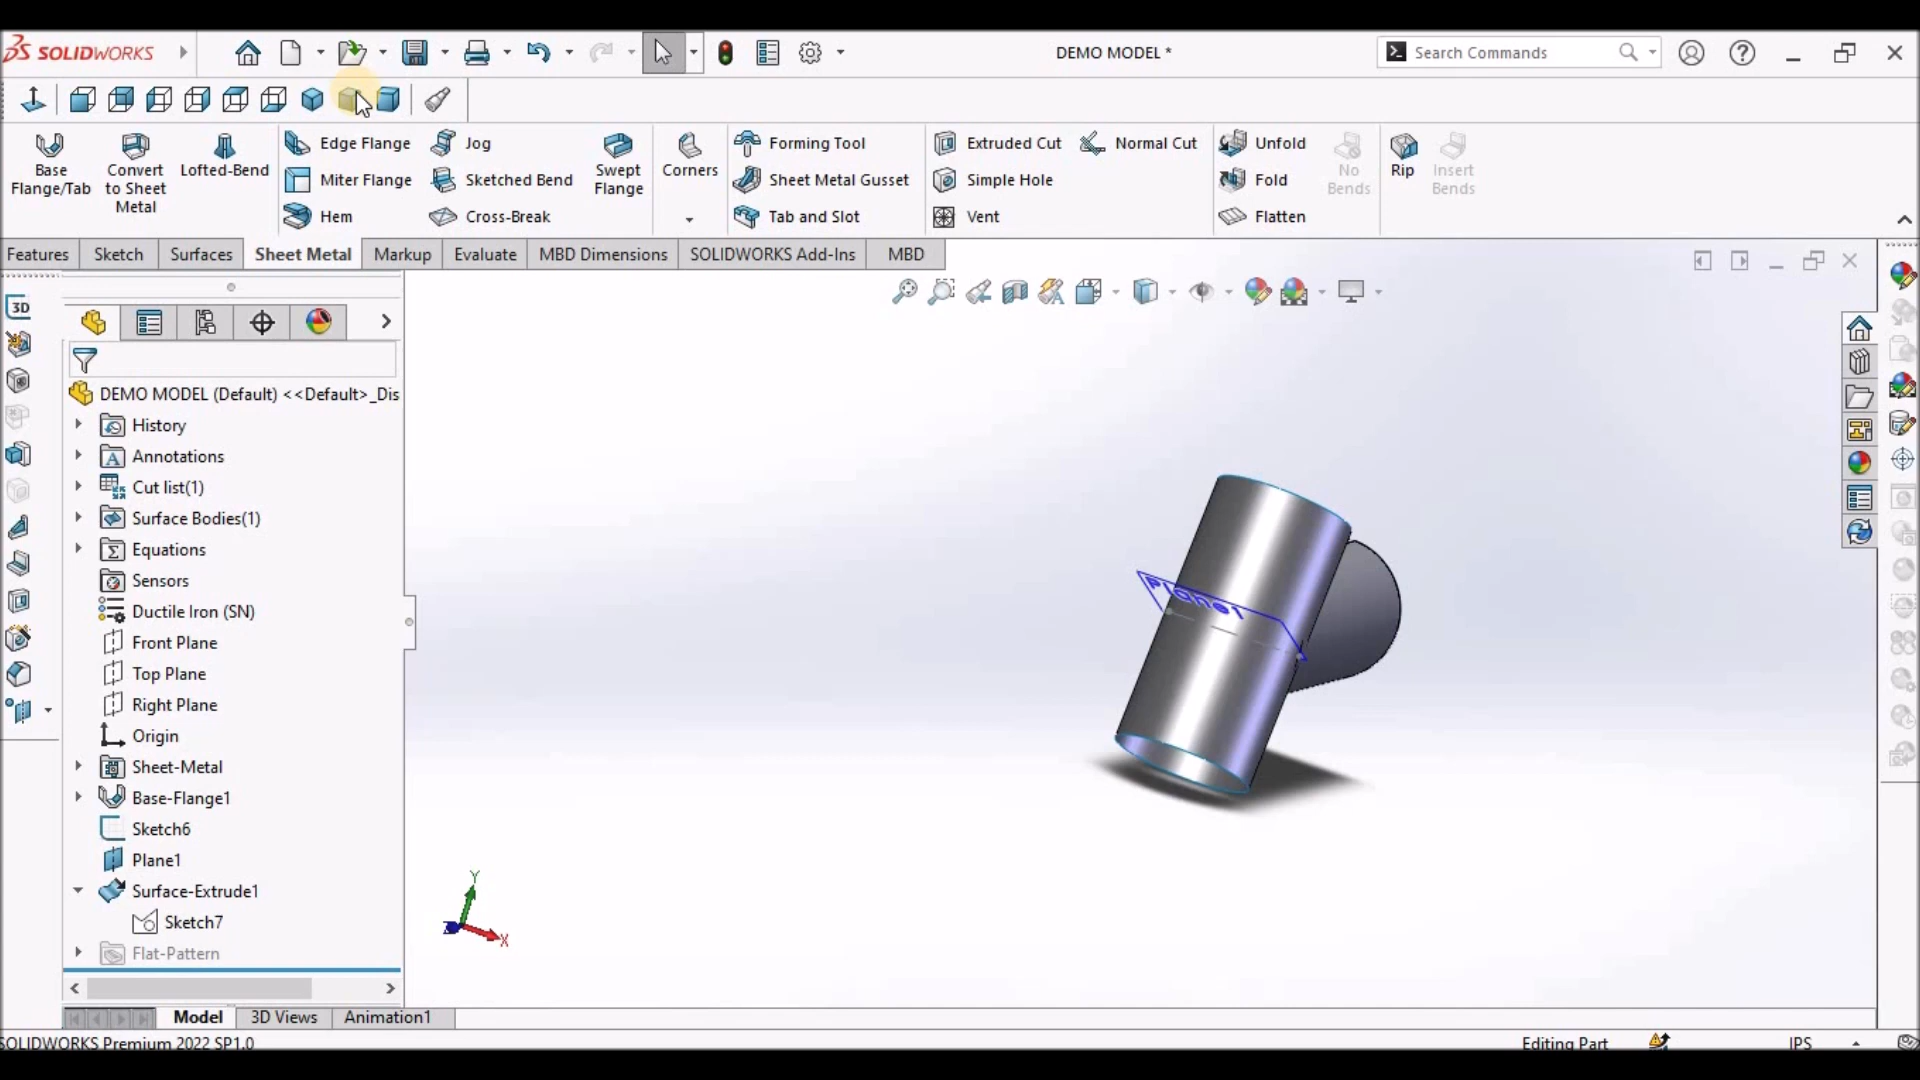 SOLIDWORKS
DEMO MODEL *
Search Commands
Base Flange/Tab
Convert to Sheet Metal
Lofted-Bend
Edge Flange
Miter Flange
Hem
Jog
Sketched Bend
Cross-Break
Swept Flange
Corners
Forming Tool
Sheet Metal Gusset
Tab and Slot
Extruded Cut
Simple Hole
Vent
Normal Cut
Unfold
Fold
Flatten
No Bends
Rip
Insert Bends
Features
Sketch
Surfaces
Sheet Metal
Markup
Evaluate
MBD Dimensions
SOLIDWORKS Add-Ins
MBD
3D
DEMO MODEL (Default) <<Default>_Dis
History
Annotations
Cut list(1)
Surface Bodies(1)
Equations
Sensors
Ductile Iron (SN)
Front Plane
Top Plane
Right Plane
Origin
Sheet-Metal
Base-Flange1
Sketch6
Plane1
Surface-Extrude1
Sketch7
Flat-Pattern
Plane1
Y
X
Z
Model
3D Views
Animation1
SOLIDWORKS Premium 2022 SP1.0
Editing Part
IPS